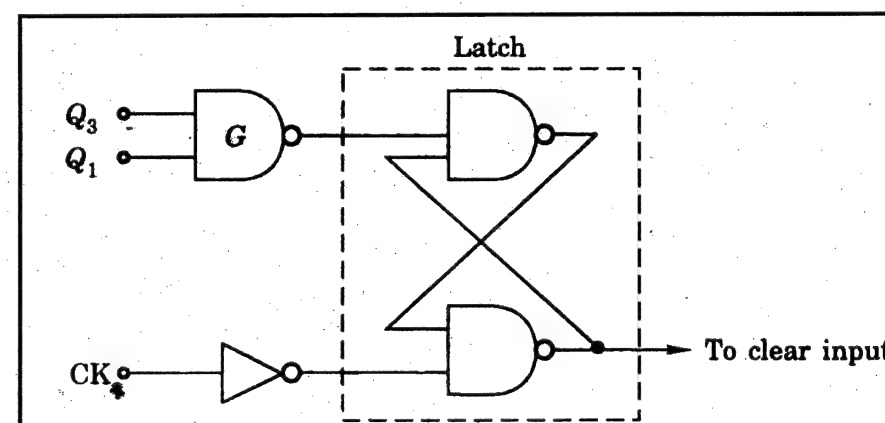 Latch
Q₃
G
Q₁
CK
To clear input